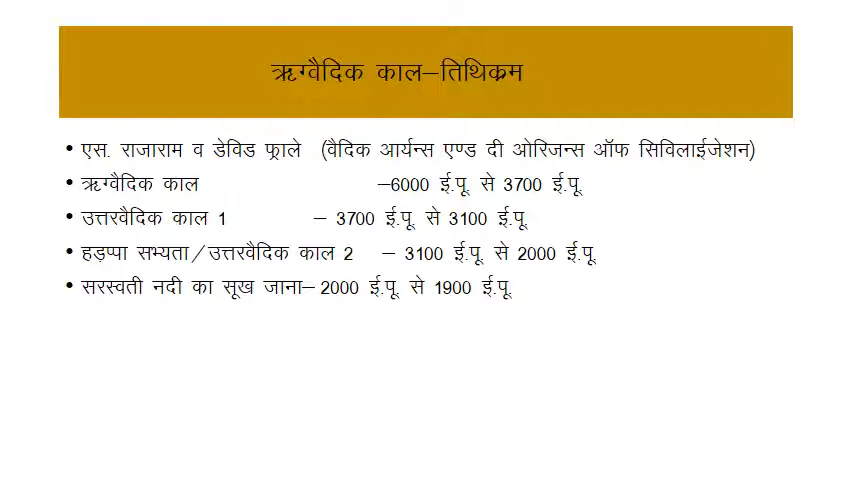 ऋग्वैदिक काल–तिथिक्रम
• एस. राजाराम व डेविड फ्राले (वैदिक आर्यन्स एण्ड दी ओरिजन्स ऑफ सिविलाईजेशन)
• ऋग्वैदिक काल –6000 ई.पू. से 3700 ई.पू.
• उत्तरवैदिक काल 1 – 3700 ई.पू. से 3100 ई.पू.
• हड़प्पा सभ्यता/उत्तरवैदिक काल 2 – 3100 ई.पू. से 2000 ई.पू.
• सरस्वती नदी का सूख जाना– 2000 ई.पू. से 1900 ई.पू.